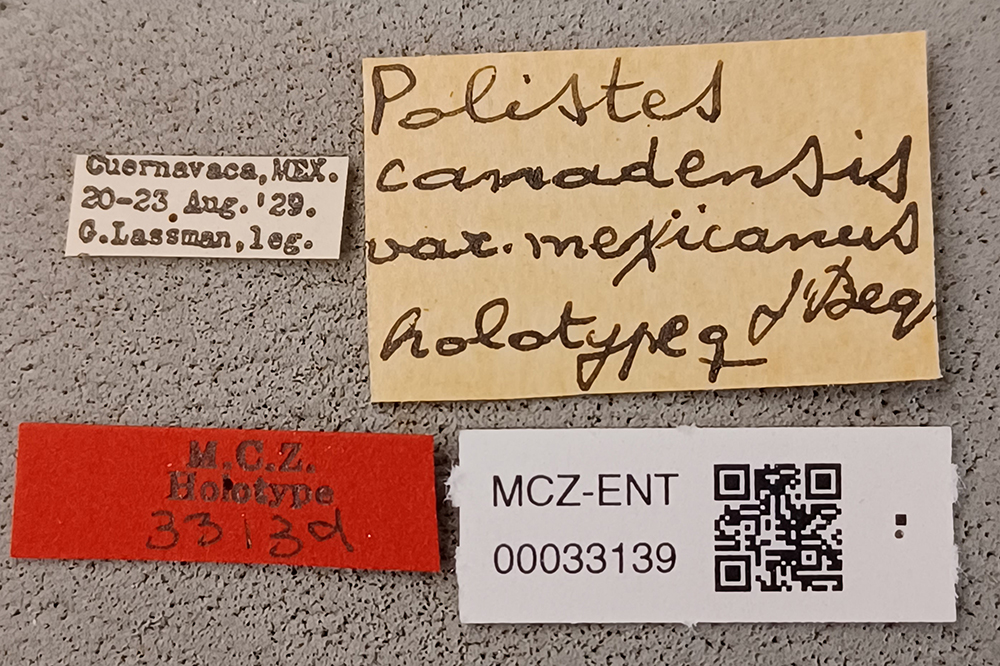 Cuernavaca, MEX.
20-23 Aug. '29.
G. Lassman, leg.
Polistes
canadensis
var. mexicanus
holotype ♀ J. Beq.
M.C.Z.
Holotype
33139
MCZ-ENT
00033139